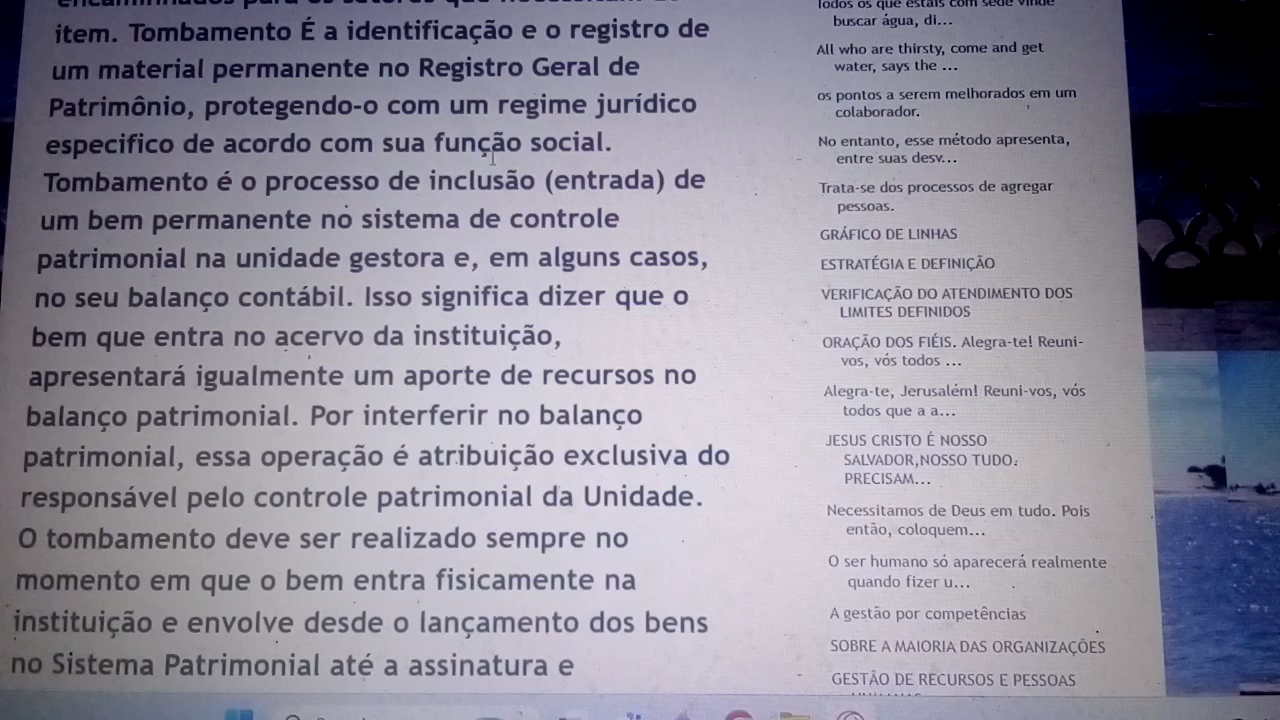 item. Tombamento É a identificação e o registro de
um material permanente no Registro Geral de
Patrimônio, protegendo-o com um regime jurídico
especifico de acordo com sua função social.
Tombamento é o processo de inclusão (entrada) de
um bem permanente no sistema de controle
patrimonial na unidade gestora e, em alguns casos,
no seu balanço contábil. Isso significa dizer que o
bem que entra no acervo da instituição,
apresentará igualmente um aporte de recursos no
balanço patrimonial. Por interferir no balanço
patrimonial, essa operação é atribuição exclusiva do
responsável pelo controle patrimonial da Unidade.
O tombamento deve ser realizado sempre no
momento em que o bem entra fisicamente na
instituição e envolve desde o lançamento dos bens
no Sistema Patrimonial até a assinatura e
Todos os que estais com sede vinde
buscar água, di...
All who are thirsty, come and get
water, says the ...
os pontos a serem melhorados em um
colaborador.
No entanto, esse método apresenta,
entre suas desv...
Trata-se dos processos de agregar
pessoas.
GRÁFICO DE LINHAS
ESTRATÉGIA E DEFINIÇÃO
VERIFICAÇÃO DO ATENDIMENTO DOS
LIMITES DEFINIDOS
ORAÇÃO DOS FIÉIS. Alegra-te! Reuni-
vos, vós todos ...
Alegra-te, Jerusalém! Reuni-vos, vós
todos que a a...
JESUS CRISTO É NOSSO
SALVADOR,NOSSO TUDO.
PRECISAM...
Necessitamos de Deus em tudo. Pois
então, coloquem...
O ser humano só aparecerá realmente
quando fizer u...
A gestão por competências
SOBRE A MAIORIA DAS ORGANIZAÇÕES
GESTÃO DE RECURSOS E PESSOAS